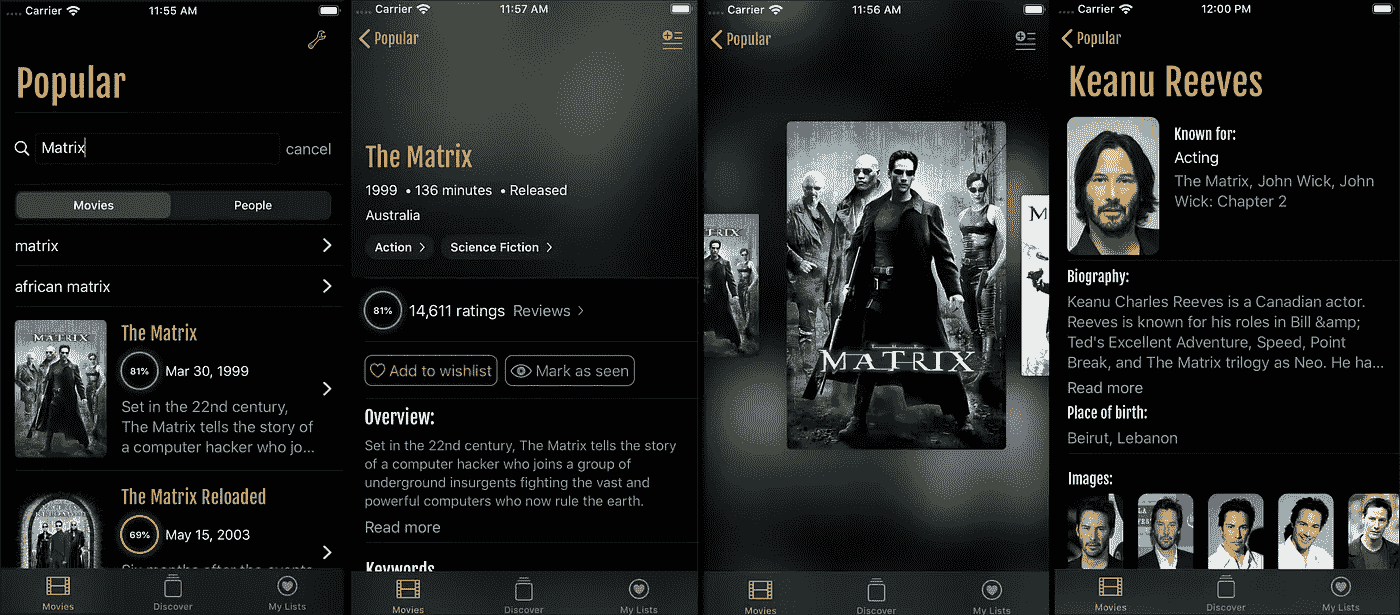 Carrier 11:55 AM
Popular
Matrix cancel
Movies People
matrix
african matrix
MATRIX
The Matrix
81% Mar 30, 1999
Set in the 22nd century,
The Matrix tells the story of
a computer hacker who jo...
The Matrix Reloaded
69% May 15, 2003
Six months after the events
Movies Discover My Lists
Carrier 11:57 AM
Popular
The Matrix
1999 • 136 minutes • Released
Australia
Action Science Fiction
81% 14,611 ratings Reviews
Add to wishlist Mark as seen
Overview:
Set in the 22nd century, The Matrix tells the story
of a computer hacker who joins a group of
underground insurgents fighting the vast and
powerful computers who now rule the earth.
Read more
Keywords
Movies Discover My Lists
Carrier 11:56 AM
Popular
TRIX
THE
MATRIX
M
Movies Discover My Lists
Carrier 12:00 PM
Popular
Keanu Reeves
Known for:
Acting
The Matrix, John Wick, John
Wick: Chapter 2
Biography:
Keanu Charles Reeves is a Canadian actor.
Reeves is known for his roles in Bill &amp;
Ted's Excellent Adventure, Speed, Point
Break, and The Matrix trilogy as Neo. He ha...
Read more
Place of birth:
Beirut, Lebanon
Images:
Movies Discover My Lists